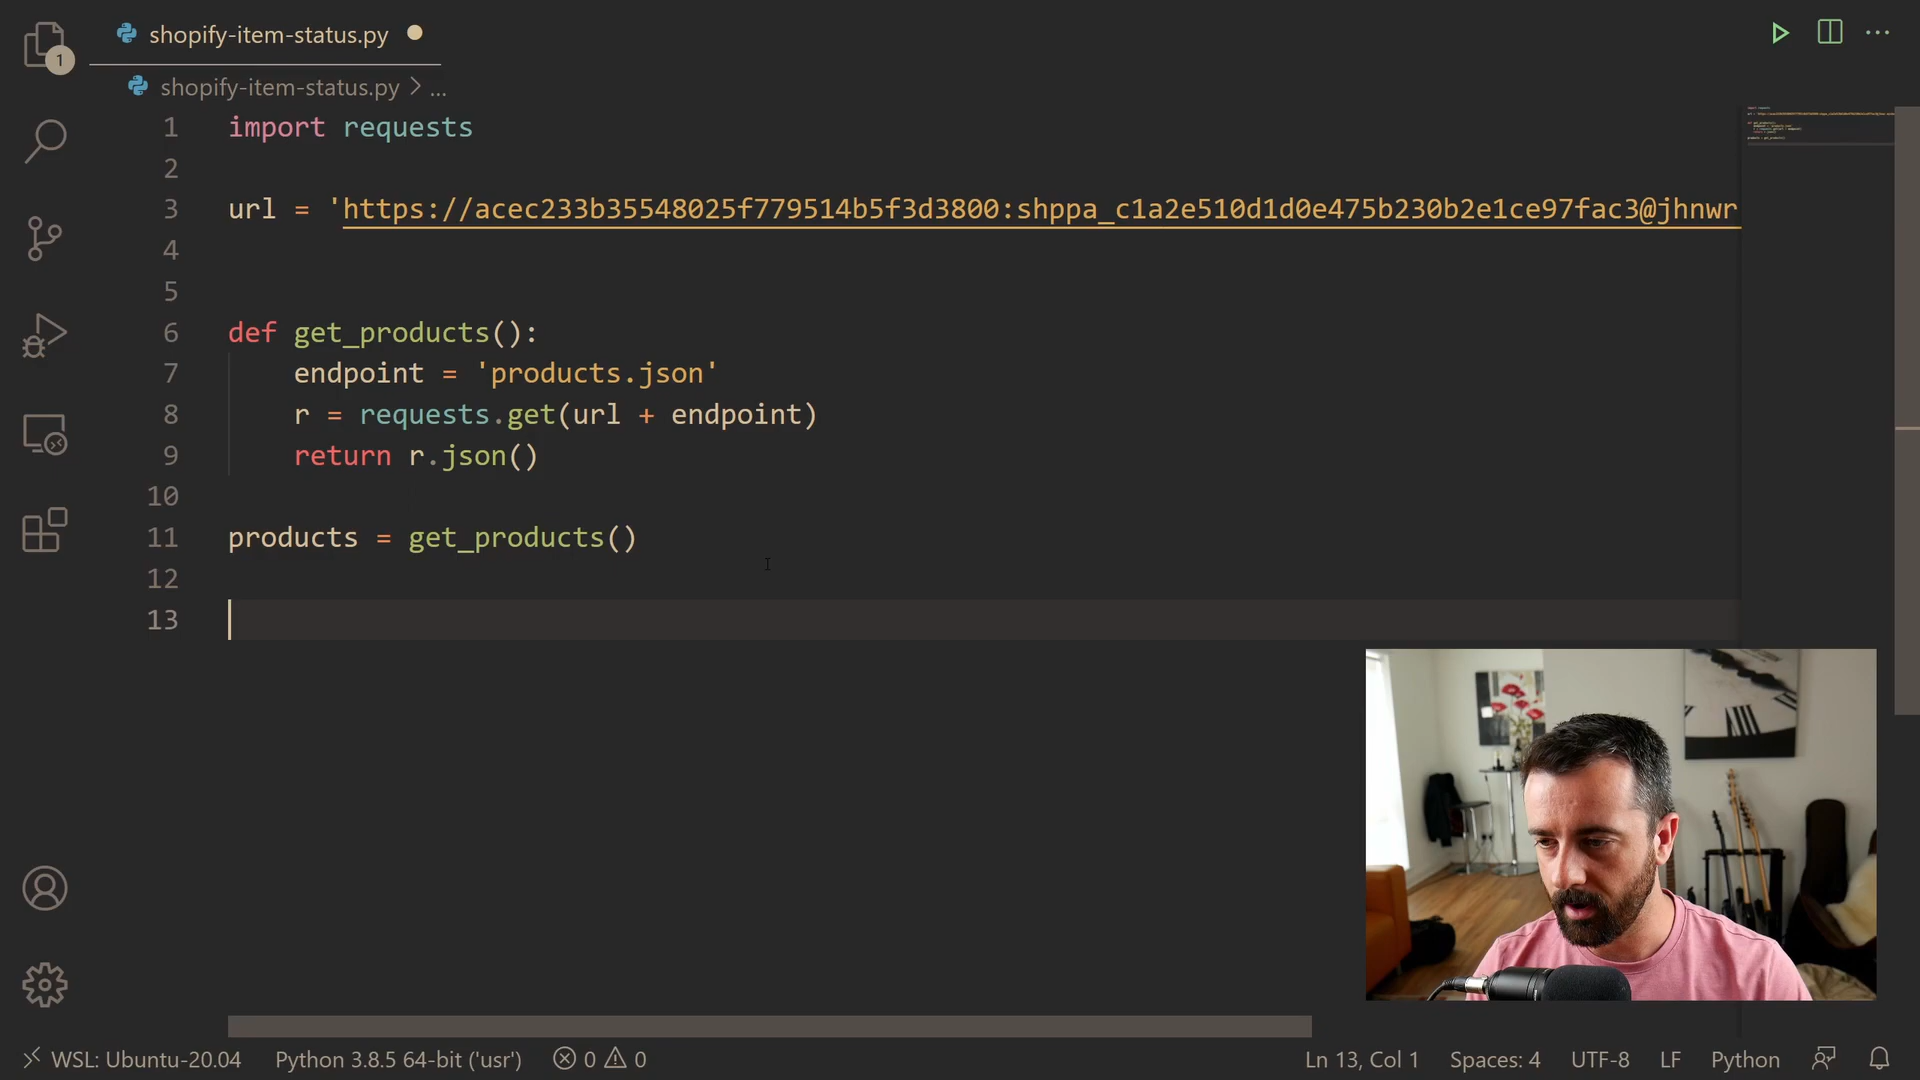 shopify-item-status.py
1
shopify-item-status.py > ...
1 import requests
2
3 url = 'https://acec233b35548025f779514b5f3d3800: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@jhnwr
4
5
6 def get_products():
7 endpoint = 'products.json'
8 r = requests.get(url + endpoint)
9 return r.json()
10
11 products = get_products()
12
13
WSL: Ubuntu-20.04 Python 3.8.5 64-bit ('usr') 0 0 Ln 13, Col 1 Spaces: 4 UTF-8 LF Python